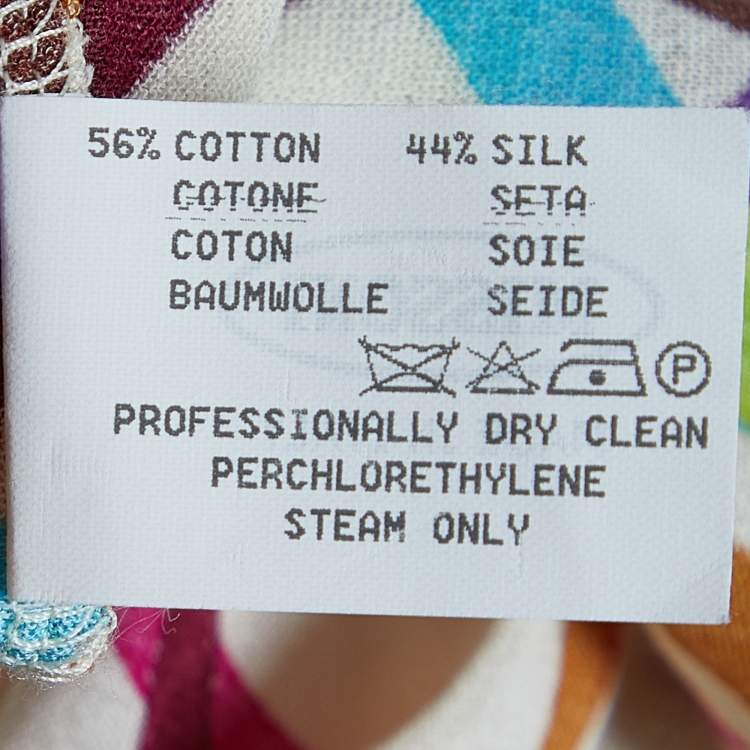 56% COTTON 44% SILK
COTONE SETA
COTON SOIE
BAUMWOLLE SEIDE
P
PROFESSIONALLY DRY CLEAN
PERCHLORETHYLENE
STEAM ONLY